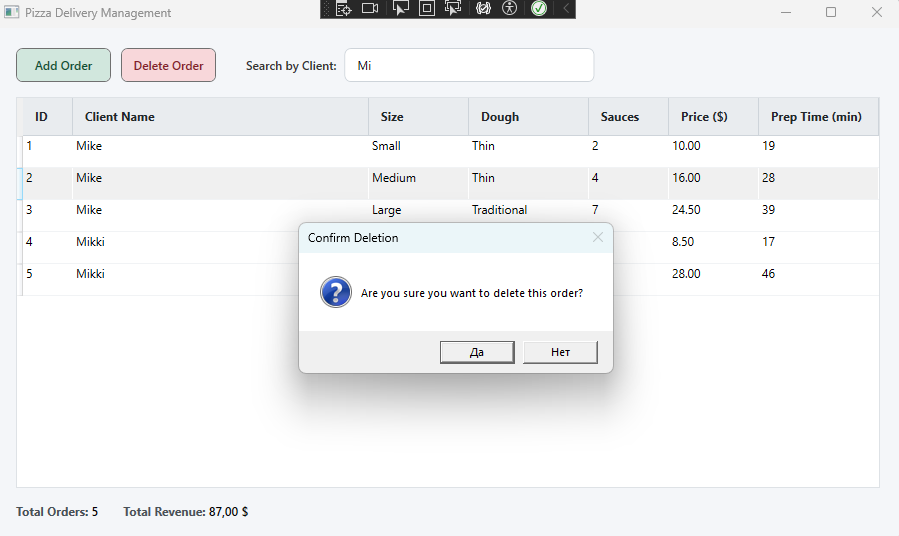 Pizza Delivery Management
Add Order Delete Order Search by Client: Mi
ID Client Name Size Dough Sauces Price ($) Prep Time (min)
1 Mike Small Thin 2 10.00 19
2 Mike Medium Thin 4 16.00 28
3 Mike Large Traditional 7 24.50 39
4 Mikki 8.50 17
5 Mikki 28.00 46
Confirm Deletion
Are you sure you want to delete this order?
Да Нет
Total Orders: 5 Total Revenue: 87,00 $